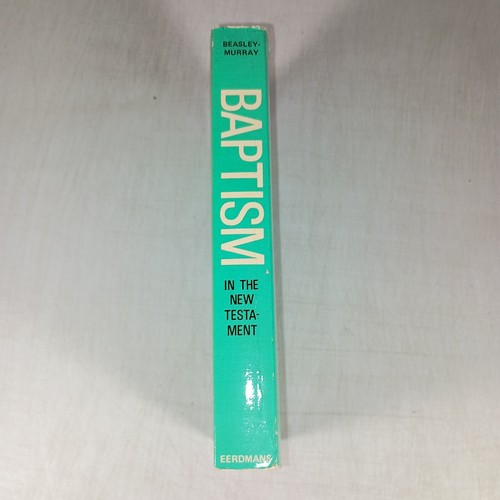 BEASLEY-
MURRAY
BAPTISM
IN THE
NEW
TESTA-
MENT
EERDMANS